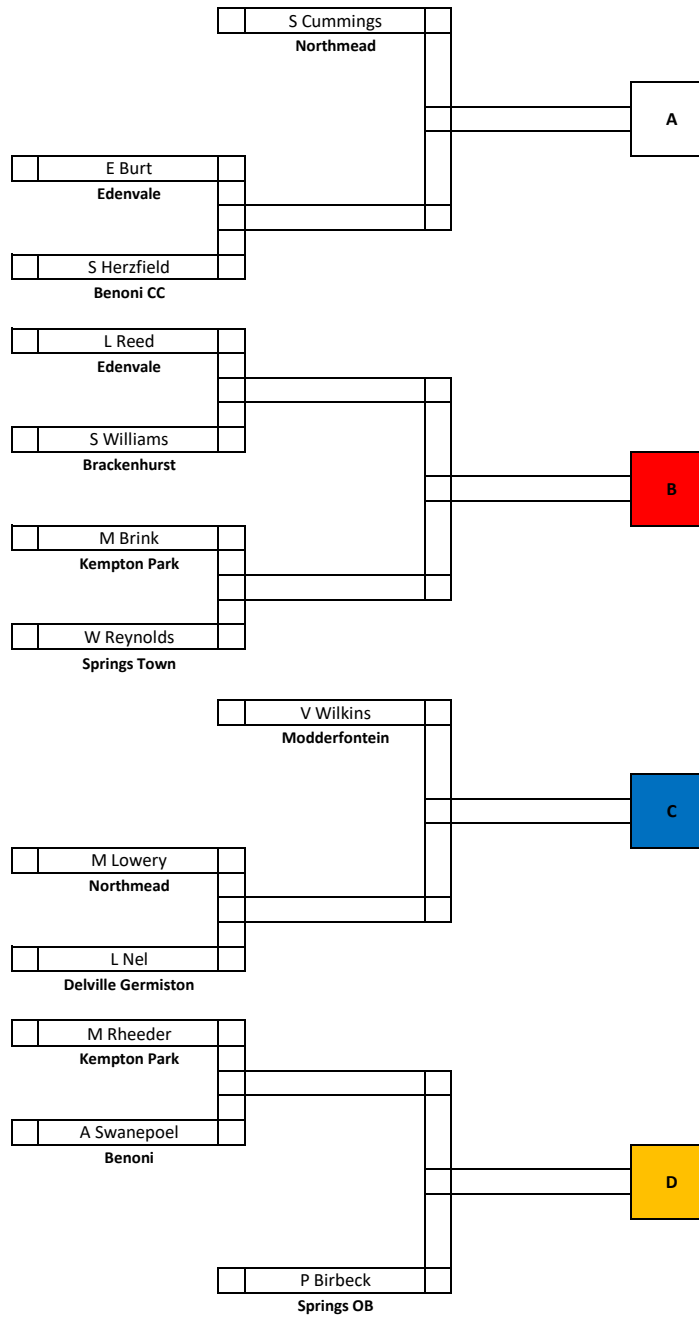 S Cummings
Northmead
A
E Burt
Edenvale
S Herzfield
Benoni CC
L Reed
Edenvale
S Williams
Brackenhurst
B
M Brink
Kempton Park
W Reynolds
Springs Town
V Wilkins
Modderfontein
C
M Lowery
Northmead
L Nel
Delville Germiston
M Rheeder
Kempton Park
A Swanepoel
Benoni
D
P Birbeck
Springs OB